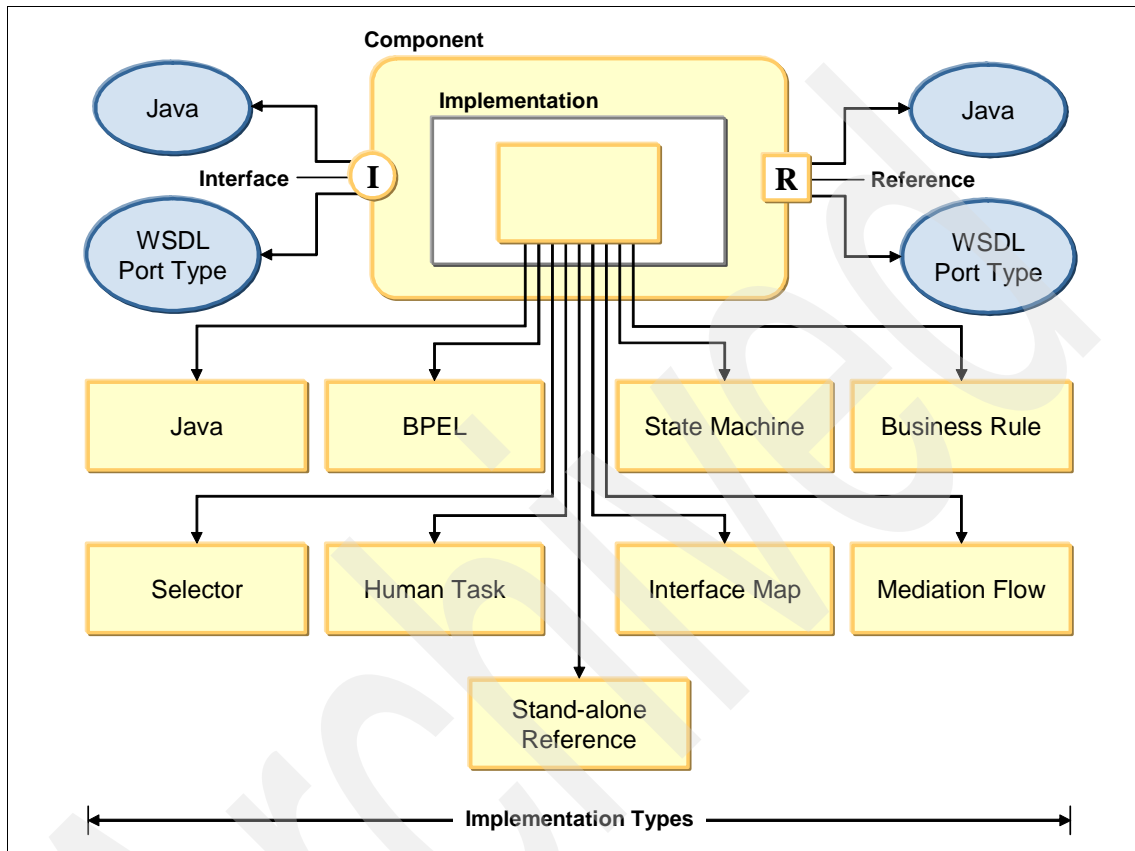 Component
Java
Implementation
Java
Interface
I
R
Reference
WSDL
Port Type
WSDL
Port Type
Java
BPEL
State Machine
Business Rule
Selector
Human Task
Interface Map
Mediation Flow
Stand-alone
Reference
Implementation Types
Archived